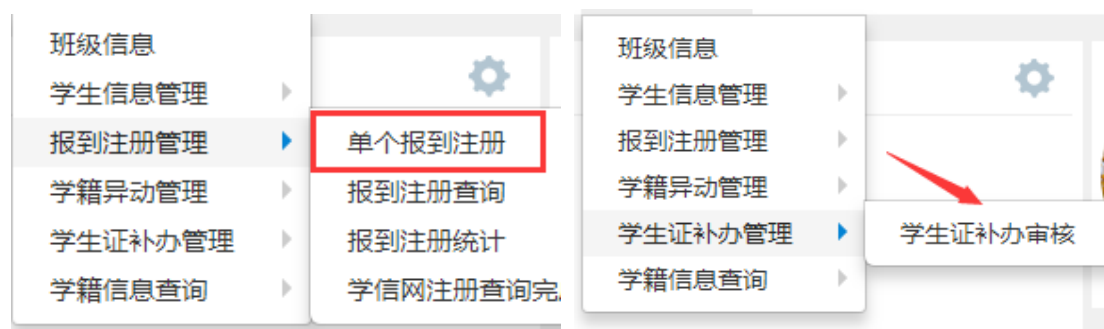 班级信息
学生信息管理
报到注册管理
学籍异动管理
学生证补办管理
学籍信息查询
单个报到注册
报到注册查询
报到注册统计
学信网注册查询完
班级信息
学生信息管理
报到注册管理
学籍异动管理
学生证补办管理
学籍信息查询
学生证补办审核